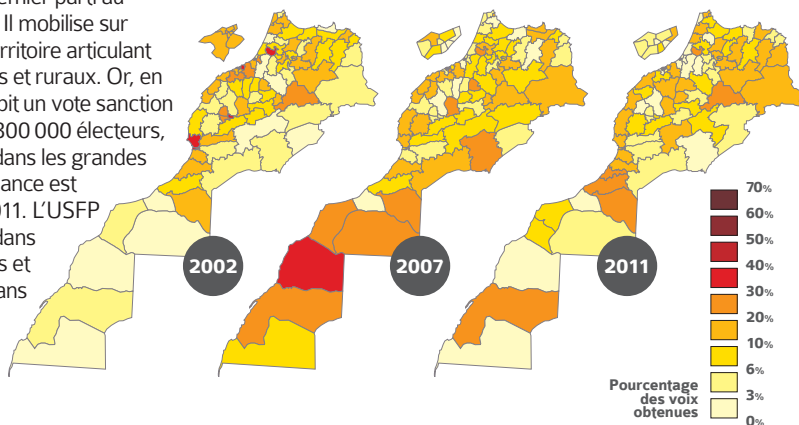 Il mobilise sur
rritoire articulant
s et ruraux. Or, en
bit un vote sanction
300 000 électeurs,
dans les grandes
ance est
011. L'USFP
dans
s et
ans
2002
2007
2011
70%
60%
50%
40%
30%
20%
10%
6%
3%
0%
Pourcentage
des voix
obtenues